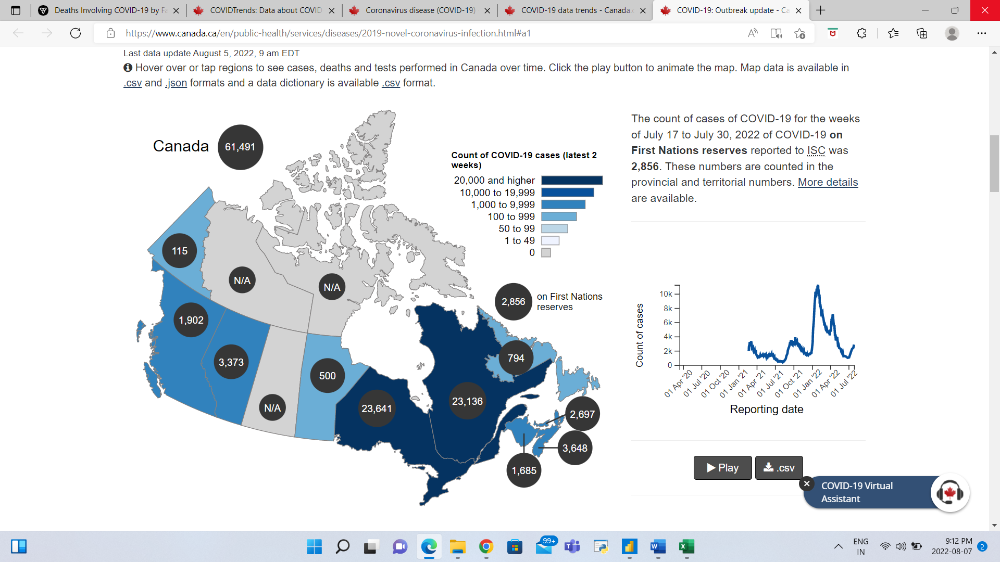 Deaths Involving COVID-19 by Fa
COVIDTrends: Data about COVID
Coronavirus disease (COVID-19)
COVID-19 data trends - Canada.c
COVID-19: Outbreak update - Ca
https://www.canada.ca/en/public-health/services/diseases/2019-novel-coronavirus-infection.html#a1
Last data update August 5, 2022, 9 am EDT
Hover over or tap regions to see cases, deaths and tests performed in Canada over time. Click the play button to animate the map. Map data is available in
.csv and .json formats and a data dictionary is available .csv format.
Canada
61,491
Count of COVID-19 cases (latest 2
weeks)
20,000 and higher
10,000 to 19,999
1,000 to 9,999
100 to 999
50 to 99
1 to 49
0
115
N/A
N/A
1,902
3,373
N/A
500
23,641
23,136
794
2,856
on First Nations
reserves
2,697
3,648
1,685
The count of cases of COVID-19 for the weeks
of July 17 to July 30, 2022 of COVID-19 on
First Nations reserves reported to ISC was
2,856. These numbers are counted in the
provincial and territorial numbers. More details
are available.
Count of cases
10k
8k
6k
4k
2k
0
01 Apr '20
01 Jul '20
01 Oct '20
01 Jan '21
01 Apr '21
01 Jul '21
01 Oct '21
01 Jan '22
01 Apr '22
01 Jul '22
Reporting date
Play
.csv
COVID-19 Virtual
Assistant
99+
ENG
IN
9:12 PM
2022-08-07
2